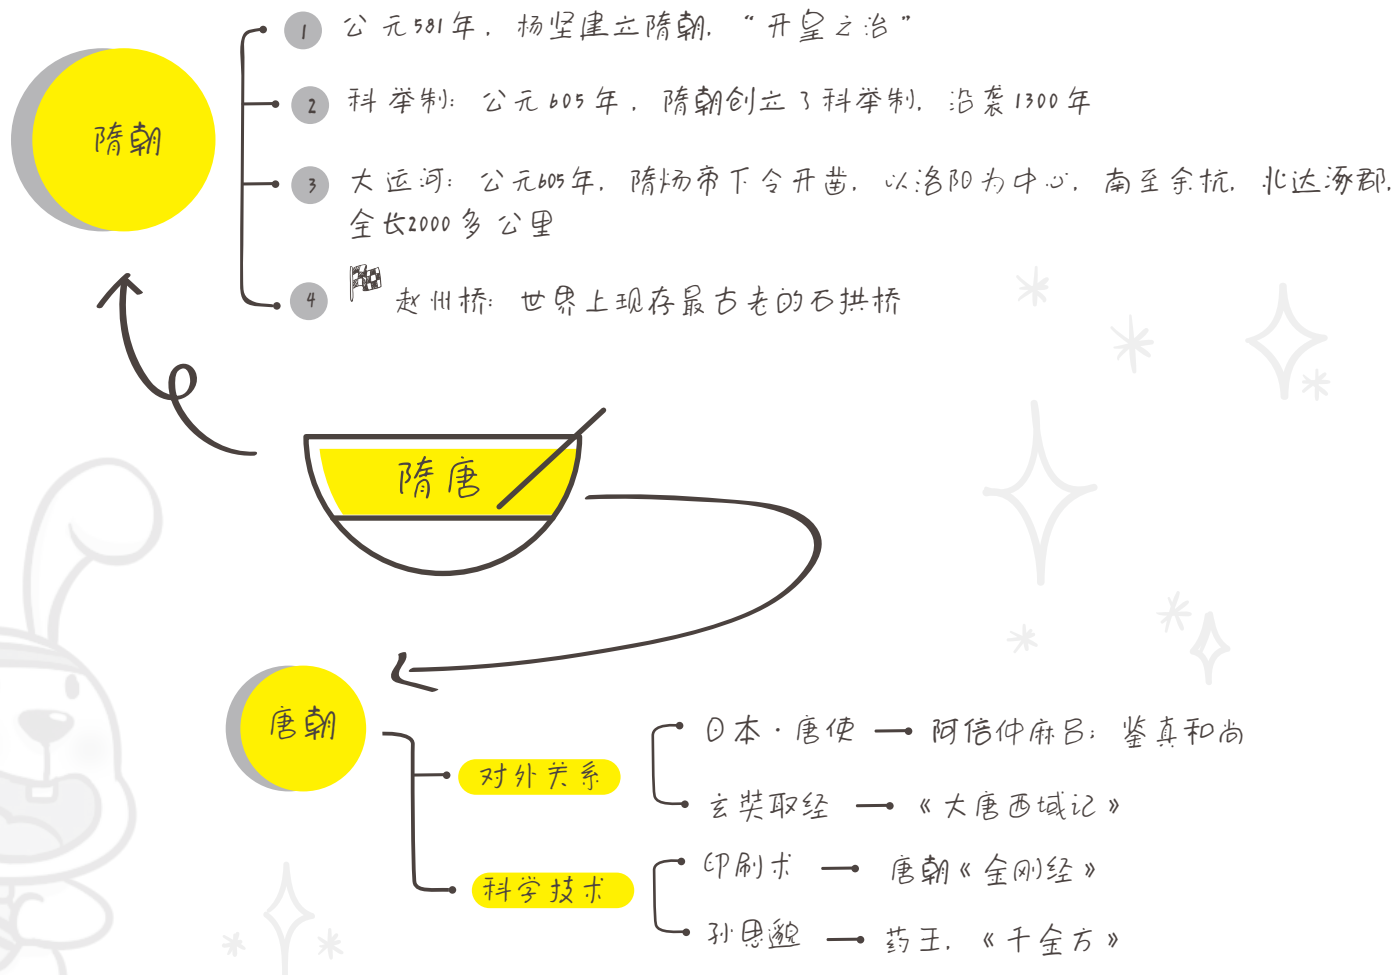 1 公元581年，杨坚建立隋朝，“开皇之治”
2 科举制：公元605年，隋朝创立了科举制，沿袭1300年
隋朝
3 大运河：公元605年，隋炀帝下令开凿，以洛阳为中心，南至余杭，北达涿郡，
全长2000多公里
4 赵州桥：世界上现存最古老的石拱桥
隋唐
唐朝
日本·唐使 阿倍仲麻吕；鉴真和尚
对外关系
玄奘取经 《大唐西域记》
印刷术 唐朝《金刚经》
科学技术
孙思邈 药王，《千金方》